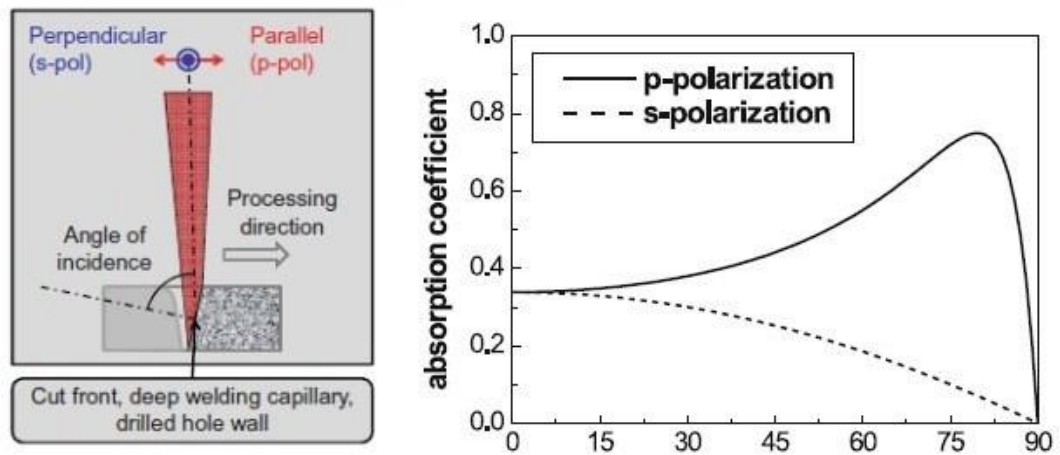 Perpendicular
(s-pol)
Parallel
(p-pol)
Processing
direction
Angle of
incidence
Cut front, deep welding capillary,
drilled hole wall
absorption coefficient
1.0
0.8
0.6
0.4
0.2
0.0
p-polarization
s-polarization
0 15 30 45 60 75 90